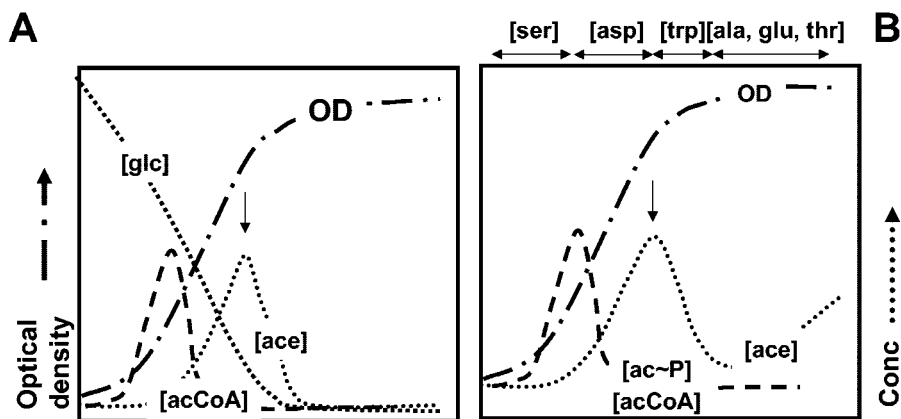 A
[glc]
OD
[ace]
[acCoA]
Optical
density
[ser] [asp] [trp][ala, glu, thr]
B
OD
[ace]
[ac~P]
[acCoA]
Conc